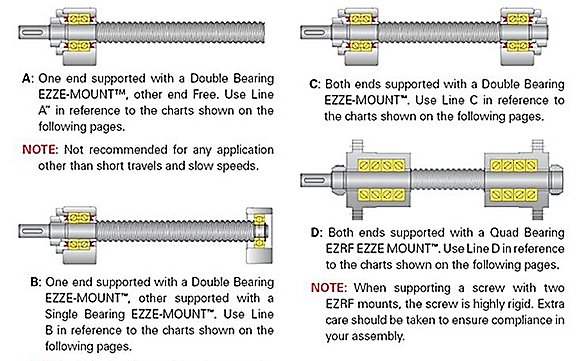 A: One end supported with a Double Bearing
EZZE-MOUNT™, other end Free. Use Line
A” in reference to the charts shown on the
following pages.
NOTE: Not recommended for any application
other than short travels and slow speeds.
B: One end supported with a Double Bearing
EZZE-MOUNT™, other supported with a
Single Bearing EZZE-MOUNT™. Use Line
B in reference to the charts shown on the
following pages.
C: Both ends supported with a Double Bearing
EZZE-MOUNT™. Use Line C in reference to
the charts shown on the following pages.
D: Both ends supported with a Quad Bearing
EZRF EZZE MOUNT™. Use Line D in reference
to the charts shown on the following pages.
NOTE: When supporting a screw with two
EZRF mounts, the screw is highly rigid. Extra
care should be taken to ensure compliance in
your assembly.